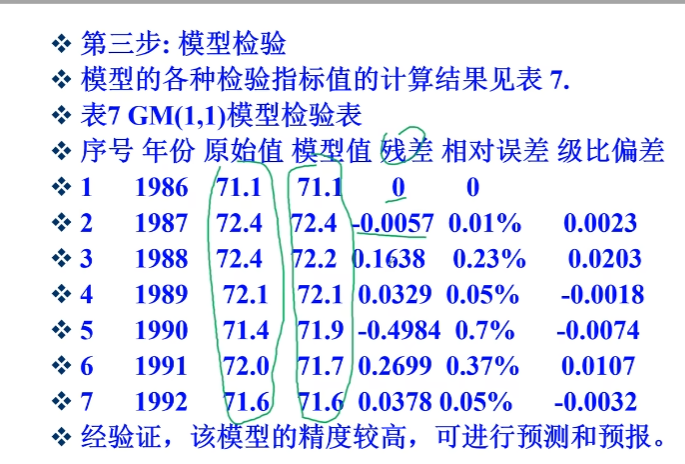 ❖ 第三步: 模型检验
❖ 模型的各种检验指标值的计算结果见表 7.
❖ 表7 GM(1,1)模型检验表
❖ 序号 年份 原始值 模型值 残差 相对误差 级比偏差
❖ 1 1986 71.1 71.1 0 0
❖ 2 1987 72.4 72.4 -0.0057 0.01% 0.0023
❖ 3 1988 72.4 72.2 0.1638 0.23% 0.0203
❖ 4 1989 72.1 72.1 0.0329 0.05% -0.0018
❖ 5 1990 71.4 71.9 -0.4984 0.7% -0.0074
❖ 6 1991 72.0 71.7 0.2699 0.37% 0.0107
❖ 7 1992 71.6 71.6 0.0378 0.05% -0.0032
❖ 经验证，该模型的精度较高，可进行预测和预报。